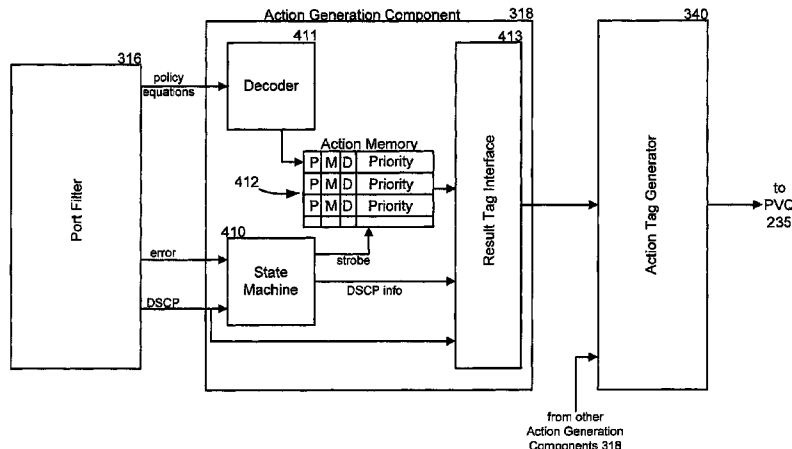 Action Generation Component
318
340
411
413
316
policy
equations
Decoder
Action Memory
P M D Priority
P M D Priority
P M D Priority
412
Port Filter
Result Tag Interface
Action Tag Generator
to
PVC
235
410
error
State
Machine
strobe
DSCP info
DSCP
from other
Action Generation
Components 318